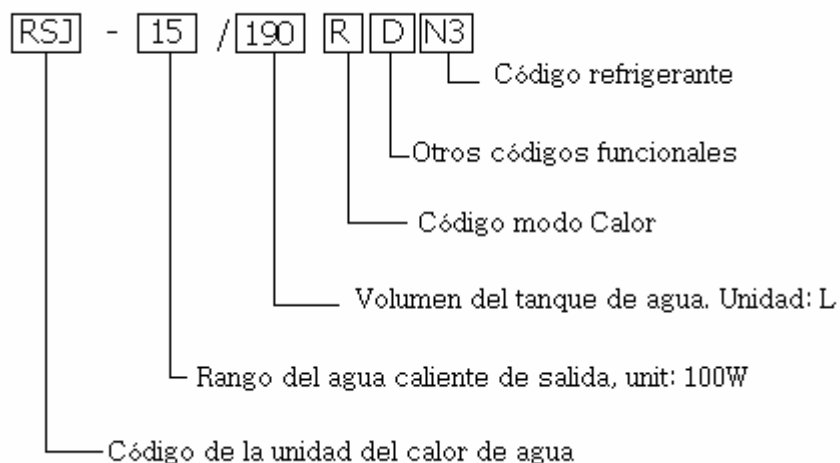 RSJ - 15 / 190 R D N3
Código refrigerante
Otros códigos funcionales
Código modo Calor
Volumen del tanque de agua. Unidad: L
Rango del agua caliente de salida, unit: 100W
Código de la unidad del calor de agua